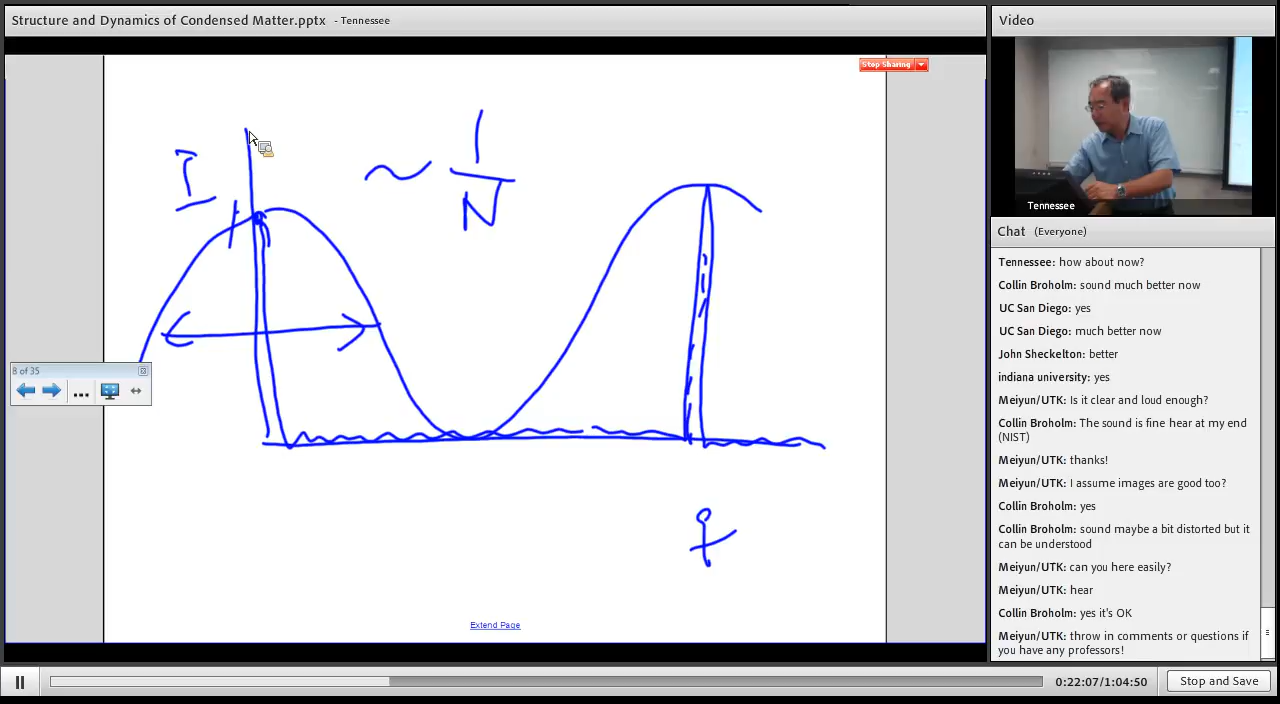 Structure and Dynamics of Condensed Matter.pptx - Tennessee
Stop Sharing
I
~ 1
N
q
8 of 35
...
Extend Page
Video
Tennessee
Chat (Everyone)
Tennessee: how about now?
Collin Broholm: sound much better now
UC San Diego: yes
UC San Diego: much better now
John Sheckelton: better
indiana university: yes
Meiyun/UTK: Is it clear and loud enough?
Collin Broholm: The sound is fine hear at my end
(NIST)
Meiyun/UTK: thanks!
Meiyun/UTK: I assume images are good too?
Collin Broholm: yes
Collin Broholm: sound maybe a bit distorted but it
can be understood
Meiyun/UTK: can you here easily?
Meiyun/UTK: hear
Collin Broholm: yes it's OK
Meiyun/UTK: throw in comments or questions if
you have any professors!
0:22:07/1:04:50
Stop and Save